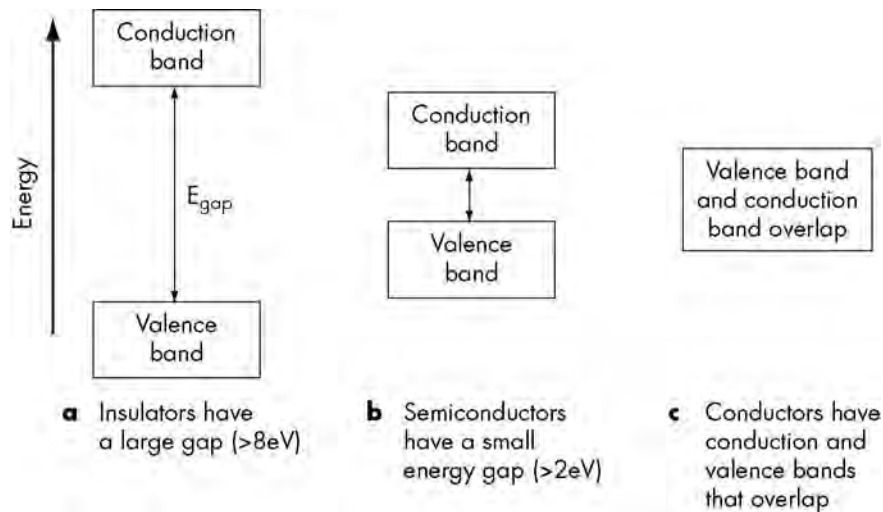 Energy
Conduction
band
E_gap
Valence
band
a Insulators have
a large gap (>8eV)
Conduction
band
Valence
band
b Semiconductors
have a small
energy gap (>2eV)
Valence band
and conduction
band overlap
c Conductors have
conduction and
valence bands
that overlap